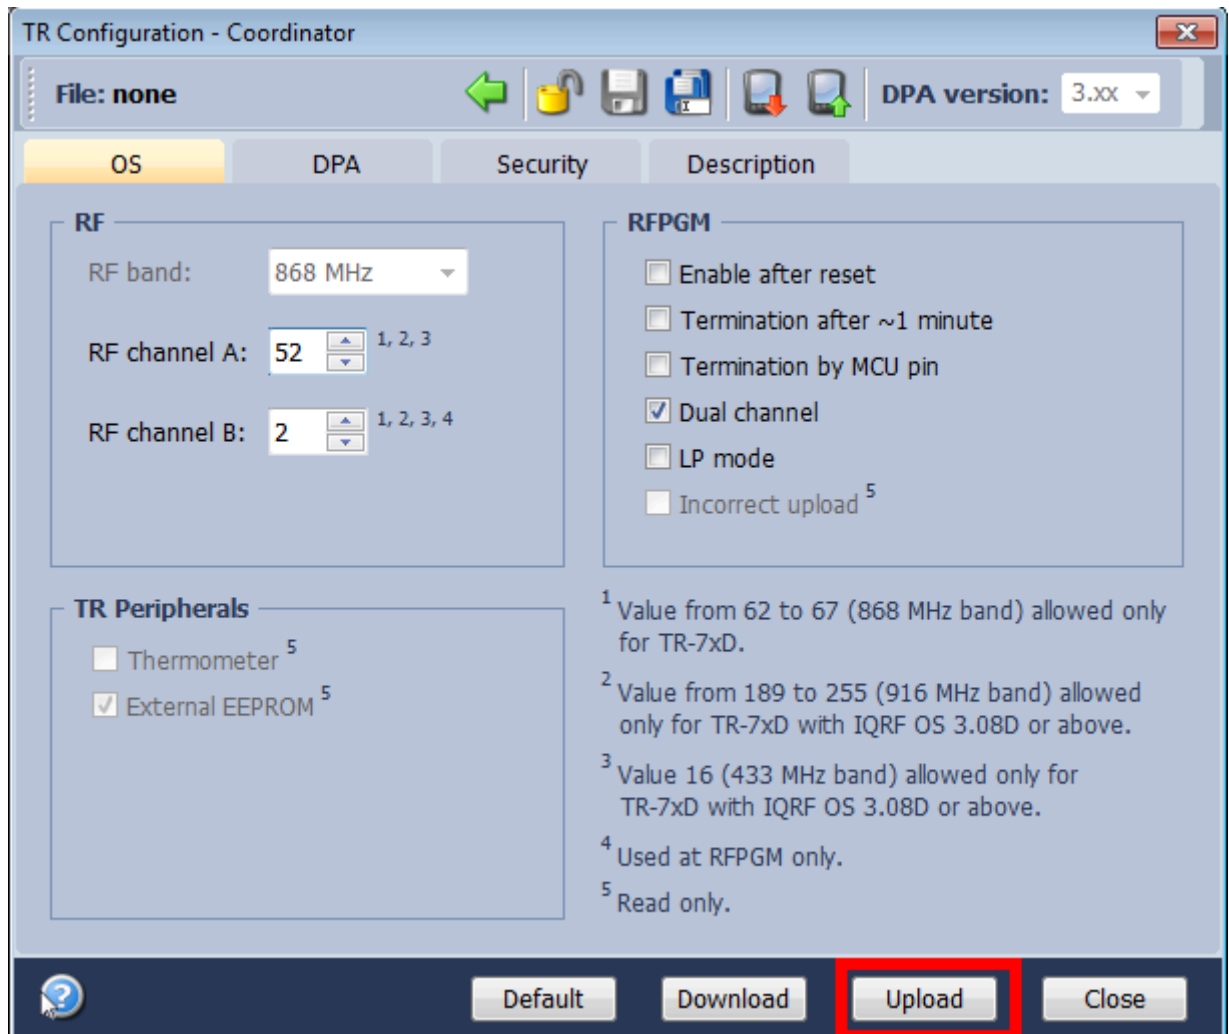 TR Configuration - Coordinator
File: none
DPA version: 3.xx
OS DPA Security Description
RF
RF band: 868 MHz
RF channel A: 52 1, 2, 3
RF channel B: 2 1, 2, 3, 4
RFPGM
Enable after reset
Termination after ~1 minute
Termination by MCU pin
Dual channel
LP mode
Incorrect upload 5
TR Peripherals
Thermometer 5
External EEPROM 5
1 Value from 62 to 67 (868 MHz band) allowed only
for TR-7xD.
2 Value from 189 to 255 (916 MHz band) allowed
only for TR-7xD with IQRF OS 3.08D or above.
3 Value 16 (433 MHz band) allowed only for
TR-7xD with IQRF OS 3.08D or above.
4 Used at RFPGM only.
5 Read only.
Default Download Upload Close